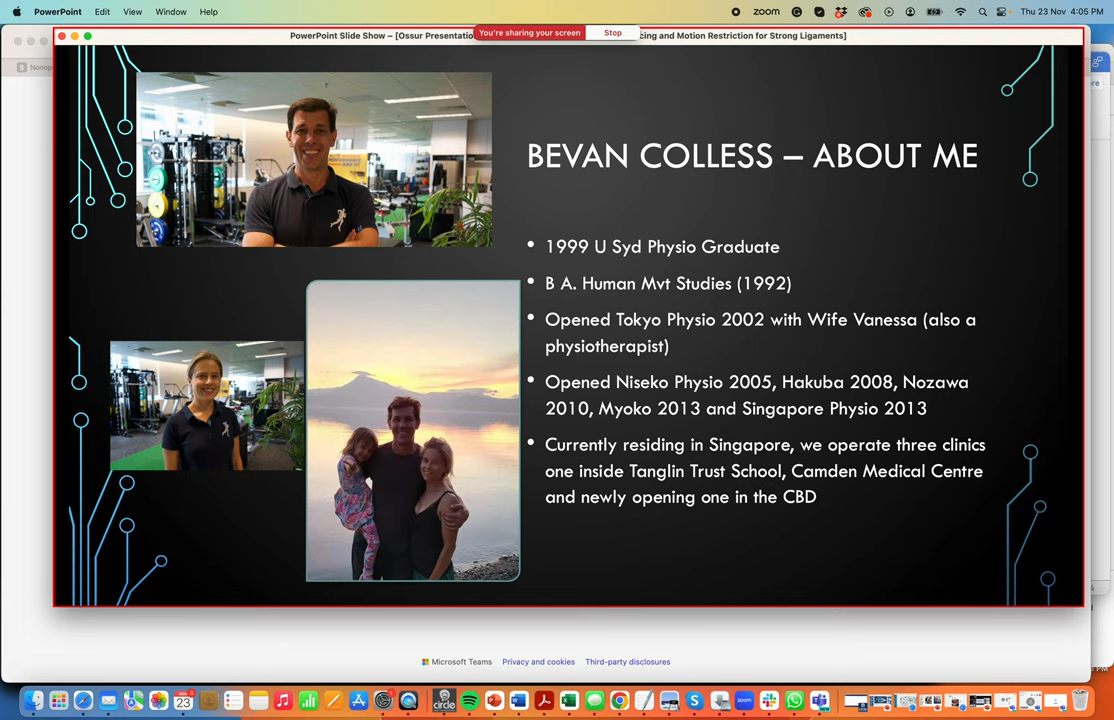 PowerPoint Edit View Window Help
zoom
Thu 23 Nov 4:05 PM
PowerPoint Slide Show – [Ossur Presentatio
You're sharing your screen
Stop
cing and Motion Restriction for Strong Ligaments]
BEVAN COLLESS – ABOUT ME
• 1999 U Syd Physio Graduate
• B A. Human Mvt Studies (1992)
• Opened Tokyo Physio 2002 with Wife Vanessa (also a
physiotherapist)
• Opened Niseko Physio 2005, Hakuba 2008, Nozawa
2010, Myoko 2013 and Singapore Physio 2013
• Currently residing in Singapore, we operate three clinics
one inside Tanglin Trust School, Camden Medical Centre
and newly opening one in the CBD
Microsoft Teams Privacy and cookies Third-party disclosures
23
circle
zoom